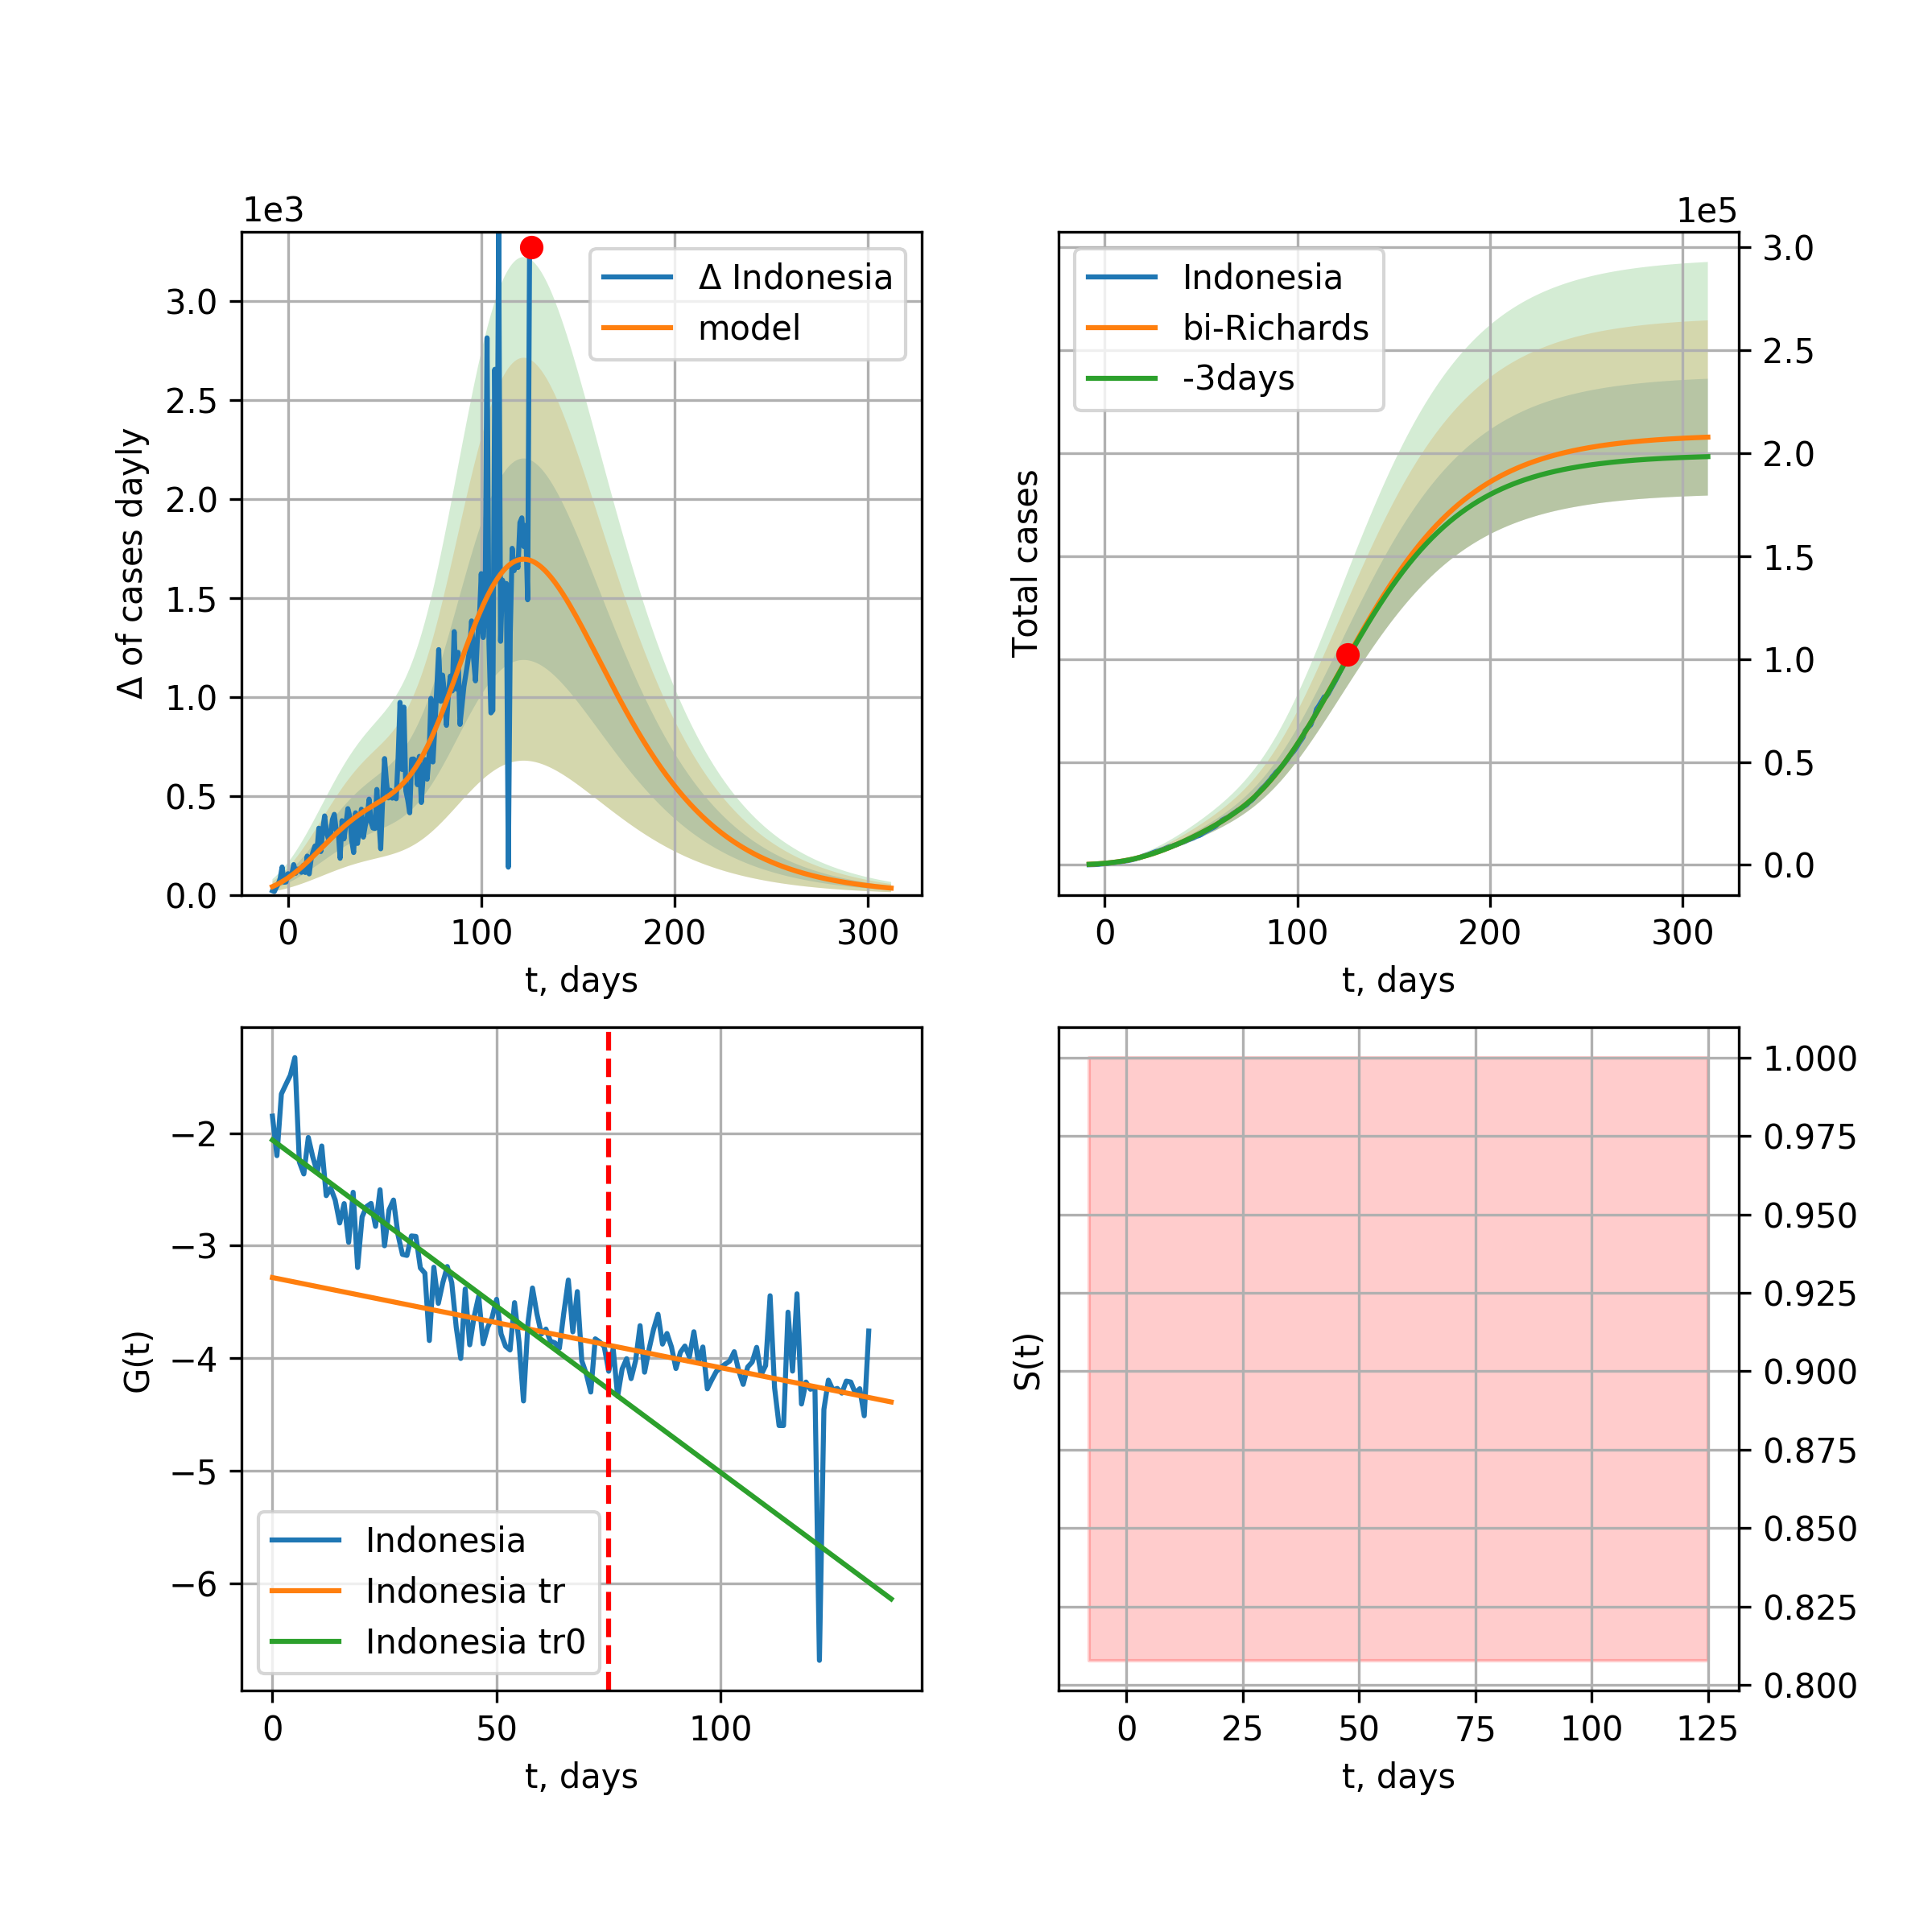 1e3
Δ of cases dayly
3.0
2.5
2.0
1.5
1.0
0.5
0.0
Δ Indonesia
model
0 100 200 300
t, days
1e5
Total cases
Indonesia
bi-Richards
-3days
3.0
2.5
2.0
1.5
1.0
0.5
0.0
0 100 200 300
t, days
G(t)
−2
−3
−4
−5
−6
Indonesia
Indonesia tr
Indonesia tr0
0 50 100
t, days
S(t)
1.000
0.975
0.950
0.925
0.900
0.875
0.850
0.825
0.800
0 25 50 75 100 125
t, days